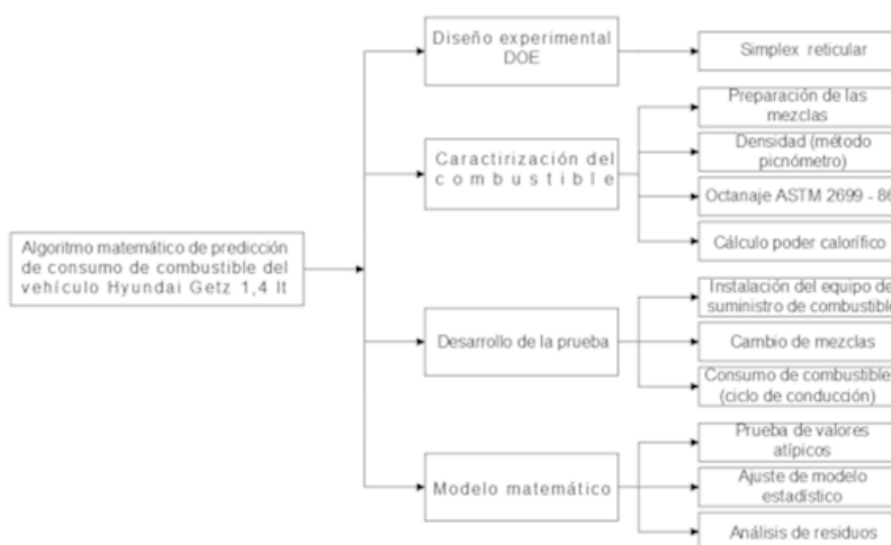 Algoritmo matemático de predicción
de consumo de combustible del
vehículo Hyundai Getz 1,4 lt
Diseño experimental
DOE
Simplex reticular
Caractirización del
combustible
Preparación de las
mezclas
Densidad (método
picnómetro)
Octanaje ASTM 2699 - 86
Cálculo poder calorífico
Desarrollo de la prueba
Instalación del equipo de
suministro de combustible
Cambio de mezclas
Consumo de combustible
(ciclo de conducción)
Modelo matemático
Prueba de valores
atípicos
Ajuste de modelo
estadístico
Análisis de residuos